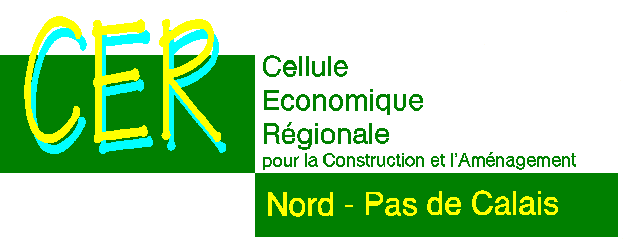 CER
Cellule
Economique
Régionale
pour la Construction et l'Aménagement
Nord - Pas de Calais